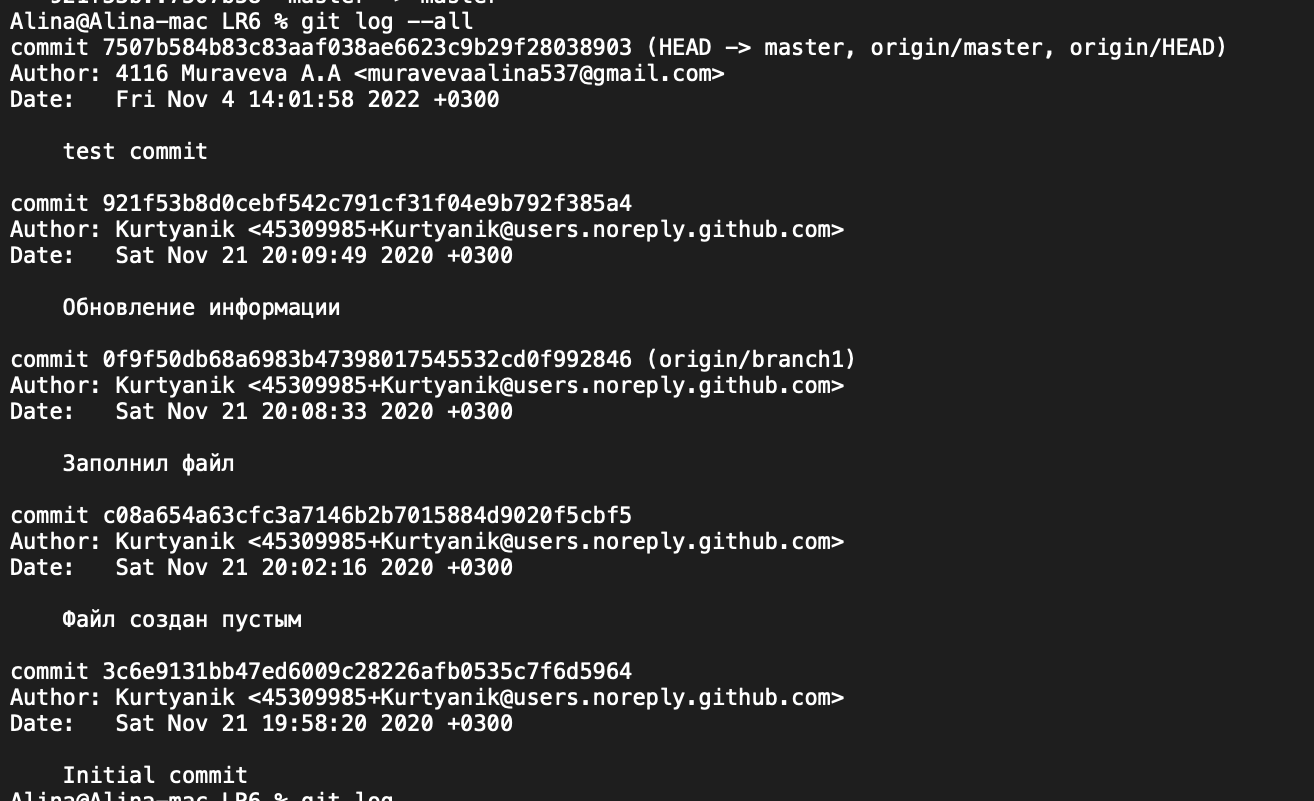 921f53b..7507b58 master -> master
Alina@Alina-mac LR6 % git log --all
commit 7507b584b83c83aaf038ae6623c9b29f28038903 (HEAD -> master, origin/master, origin/HEAD)
Author: 4116 Muraveva A.A <muravevaalina537@gmail.com>
Date:   Fri Nov 4 14:01:58 2022 +0300
test commit
commit 921f53b8d0cebf542c791cf31f04e9b792f385a4
Author: Kurtyanik <45309985+Kurtyanik@users.noreply.github.com>
Date:   Sat Nov 21 20:09:49 2020 +0300
Обновление информации
commit 0f9f50db68a6983b47398017545532cd0f992846 (origin/branch1)
Author: Kurtyanik <45309985+Kurtyanik@users.noreply.github.com>
Date:   Sat Nov 21 20:08:33 2020 +0300
Заполнил файл
commit c08a654a63cfc3a7146b2b7015884d9020f5cbf5
Author: Kurtyanik <45309985+Kurtyanik@users.noreply.github.com>
Date:   Sat Nov 21 20:02:16 2020 +0300
Файл создан пустым
commit 3c6e9131bb47ed6009c28226afb0535c7f6d5964
Author: Kurtyanik <45309985+Kurtyanik@users.noreply.github.com>
Date:   Sat Nov 21 19:58:20 2020 +0300
Initial commit
Alina@Alina-mac LR6 % git log